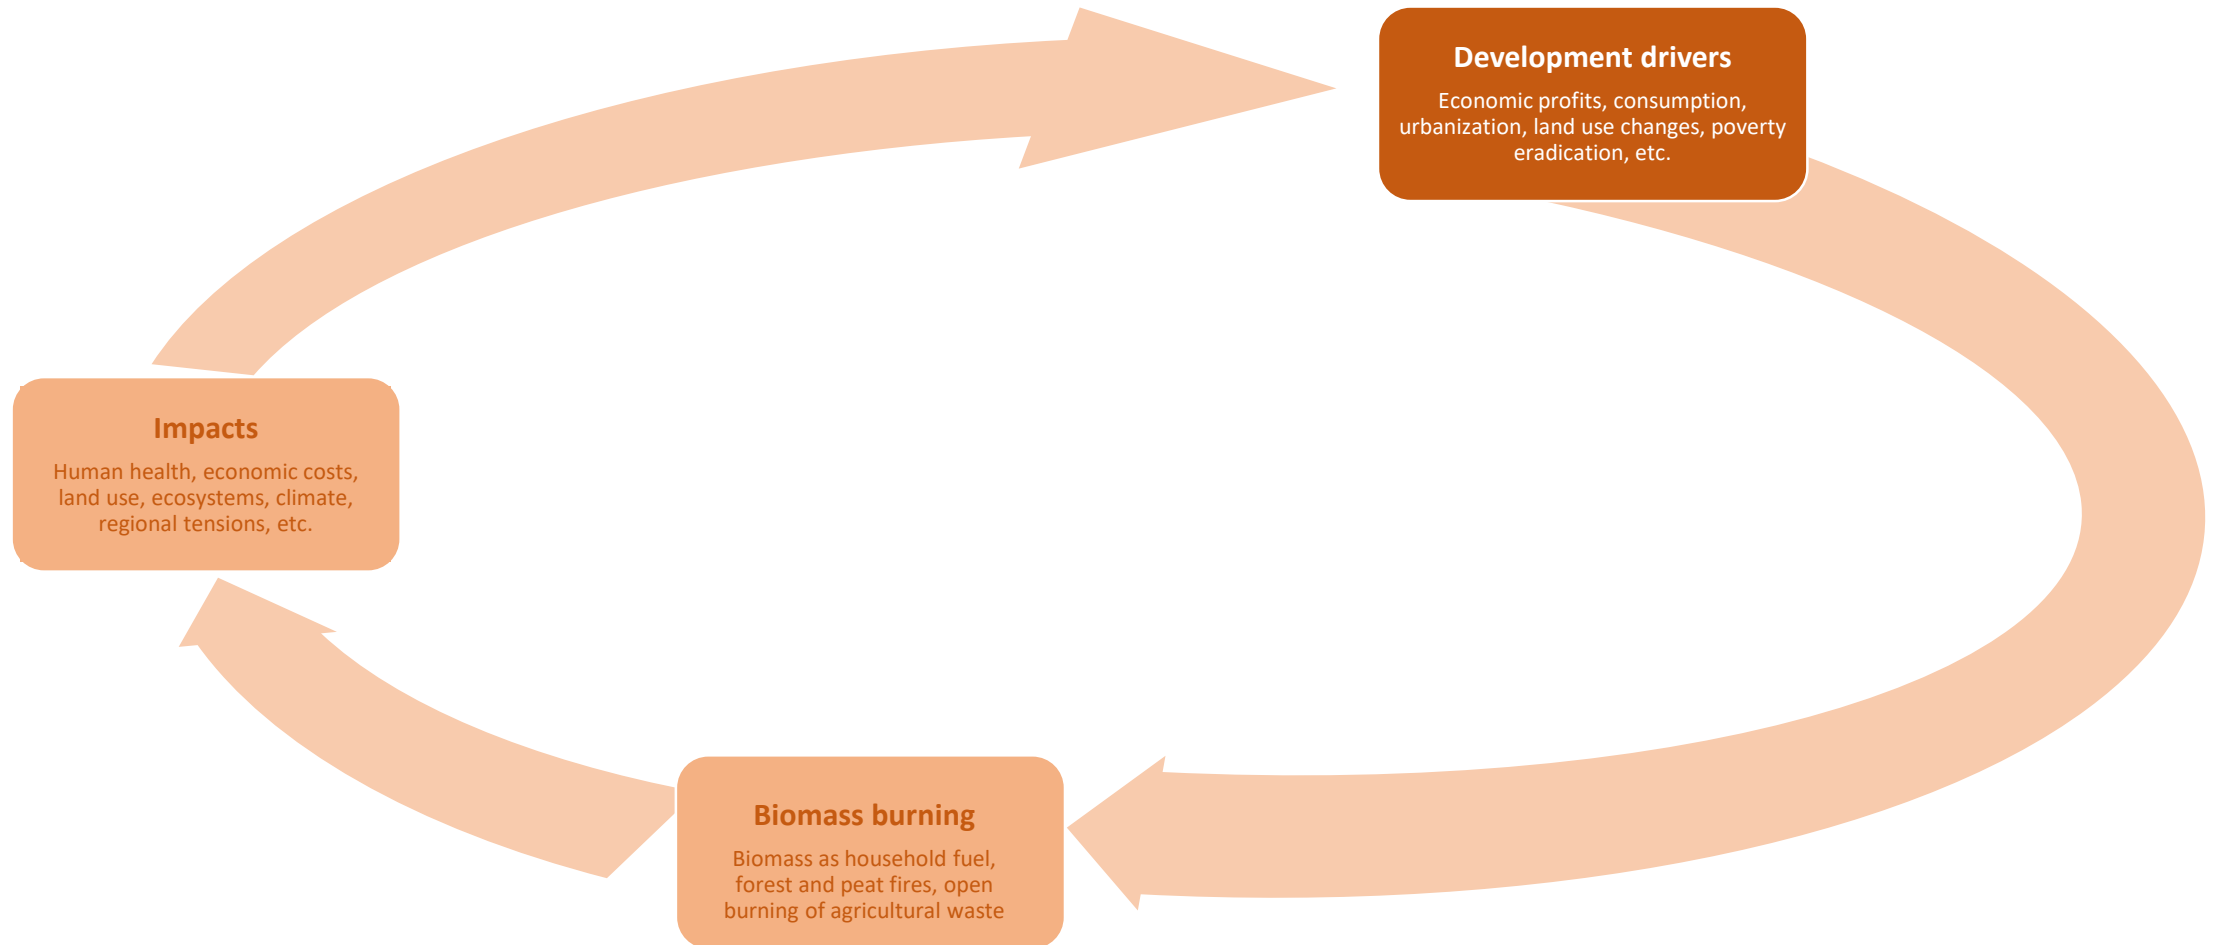 Development drivers
Economic profits, consumption,
urbanization, land use changes, poverty
eradication, etc.
Impacts
Human health, economic costs,
land use, ecosystems, climate,
regional tensions, etc.
Biomass burning
Biomass as household fuel,
forest and peat fires, open
burning of agricultural waste